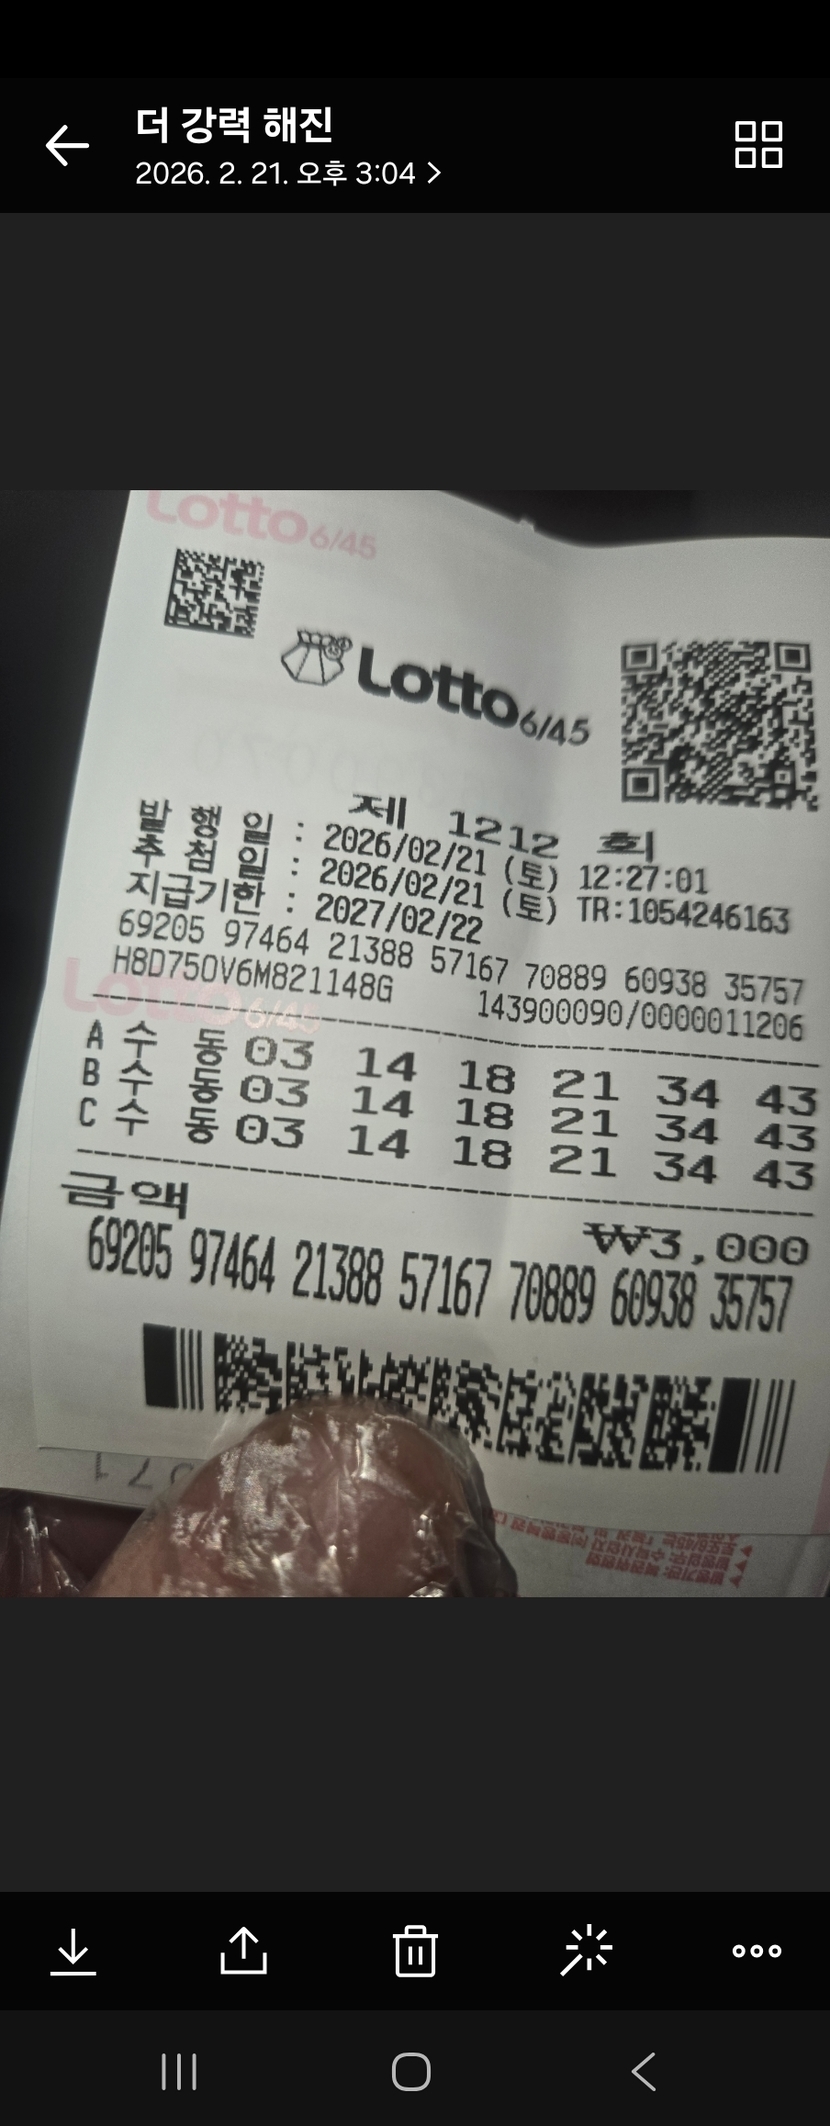 더 강력 해진
2026. 2. 21. 오후 3:04
Lotto 6/45
Lotto 6/45
제 1212 회
발 행 일 : 2026/02/21 (토) 12:27:01
추 첨 일 : 2026/02/21 (토) TR:1054246163
지급기한 : 2027/02/22
69205 97464 21388 57167 70889 60938 35757
H8D750V6M821148G 143900090/0000011206
Lotto 6/45
A 수 동 03 14 18 21 34 43
B 수 동 03 14 18 21 34 43
C 수 동 03 14 18 21 34 43
금액 ₩3,000
69205 97464 21388 57167 70889 60938 35757